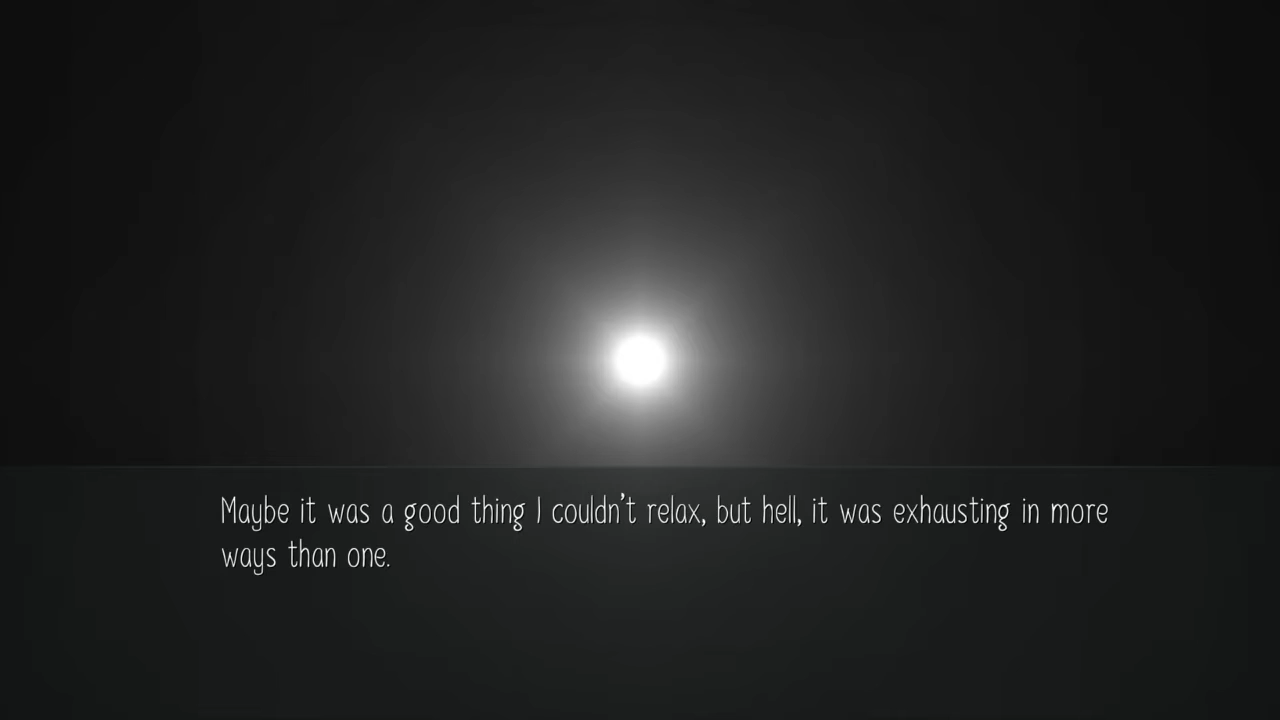 Maybe it was a good thing I couldn't relax, but hell, it was exhausting in more
ways than one.